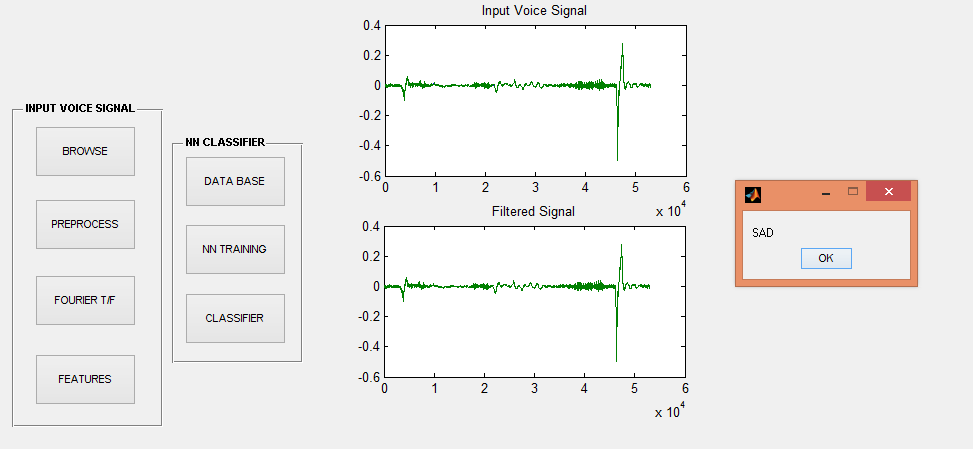 INPUT VOICE SIGNAL
BROWSE
PREPROCESS
FOURIER T/F
FEATURES
NN CLASSIFIER
DATA BASE
NN TRAINING
CLASSIFIER
Input Voice Signal
0.4
0.2
0
-0.2
-0.4
-0.6
0 1 2 3 4 5 6
x 10^4
Filtered Signal
0.4
0.2
0
-0.2
-0.4
-0.6
0 1 2 3 4 5 6
x 10^4
SAD
OK